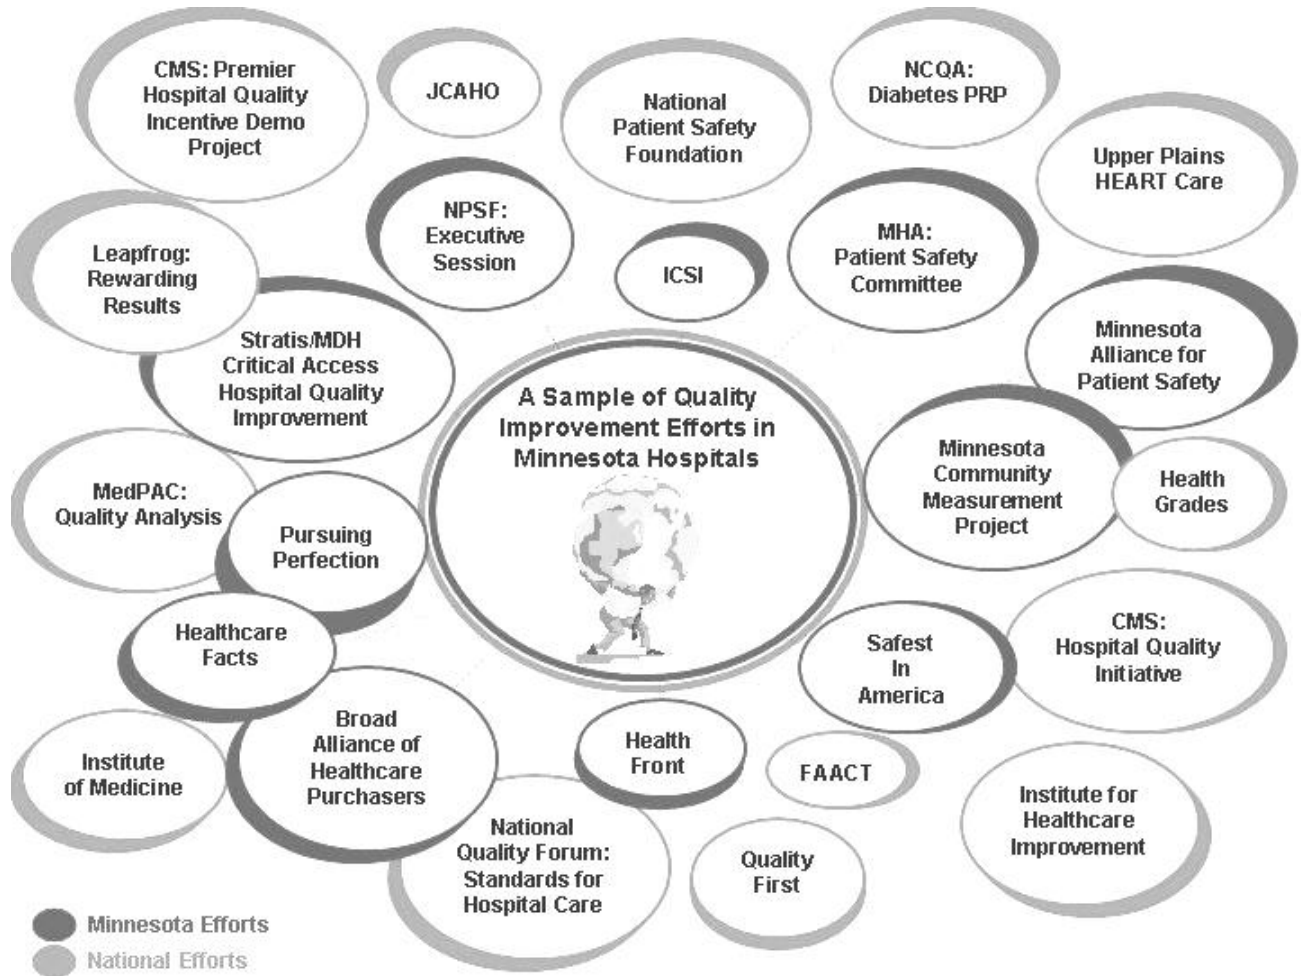 CMS: Premier
Hospital Quality
Incentive Demo
Project
JCAHO
National
Patient Safety
Foundation
NCQA:
Diabetes PRP
Upper Plains
HEART Care
Leapfrog:
Rewarding
Results
NPSF:
Executive
Session
ICSI
MHA:
Patient Safety
Committee
Minnesota
Alliance for
Patient Safety
Stratis/MDH
Critical Access
Hospital Quality
Improvement
A Sample of Quality
Improvement Efforts in
Minnesota Hospitals
Minnesota
Community
Measurement
Project
Health
Grades
MedPAC:
Quality Analysis
Pursuing
Perfection
Healthcare
Facts
Safest
In
America
CMS:
Hospital Quality
Initiative
Institute
of Medicine
Broad
Alliance of
Healthcare
Purchasers
Health
Front
FAACT
Institute for
Healthcare
Improvement
National
Quality Forum:
Standards for
Hospital Care
Quality
First
Minnesota Efforts
National Efforts